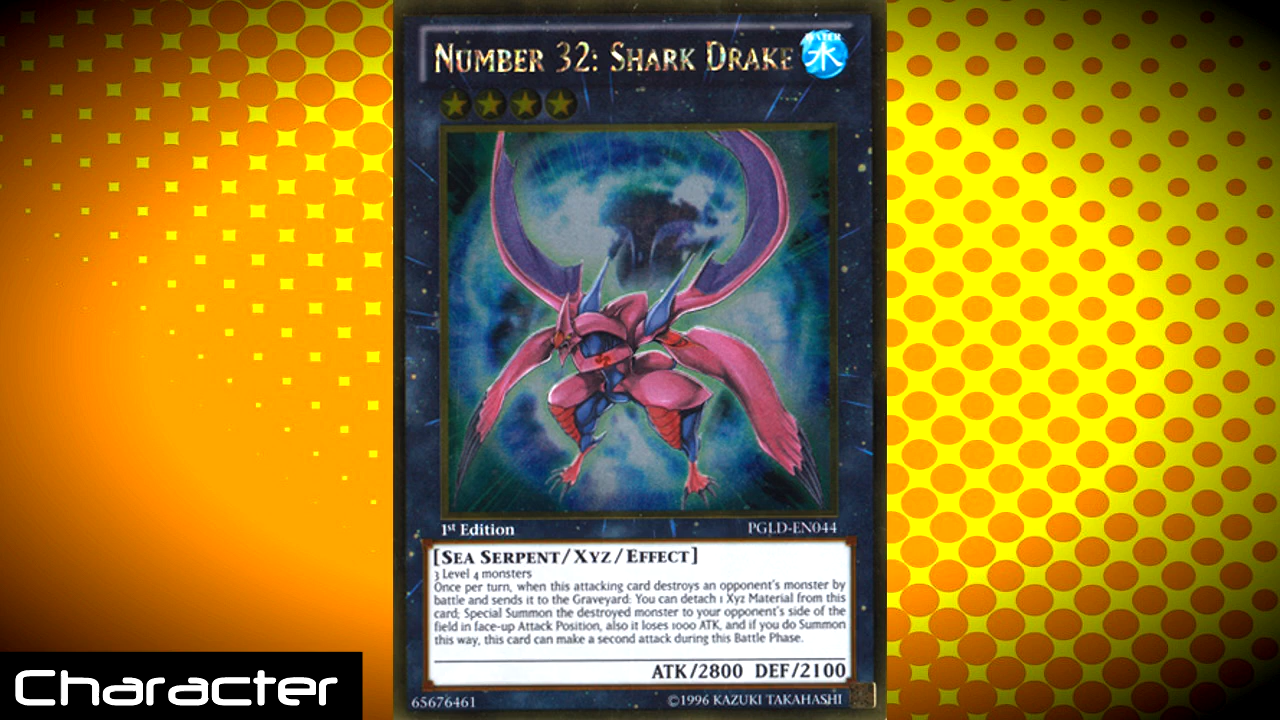 Number 32: Shark Drake
WATER
水
1st Edition
PGLD-EN044
[Sea Serpent/Xyz/Effect]
3 Level 4 monsters
Once per turn, when this attacking card destroys an opponent's monster by
battle and sends it to the Graveyard: You can detach 1 Xyz Material from this
card; Special Summon the destroyed monster to your opponent's side of the
field in face-up Attack Position, also it loses 1000 ATK, and if you do Summon
this way, this card can make a second attack during this Battle Phase.
ATK/2800 DEF/2100
65676461
©1996 KAZUKI TAKAHASHI
Character